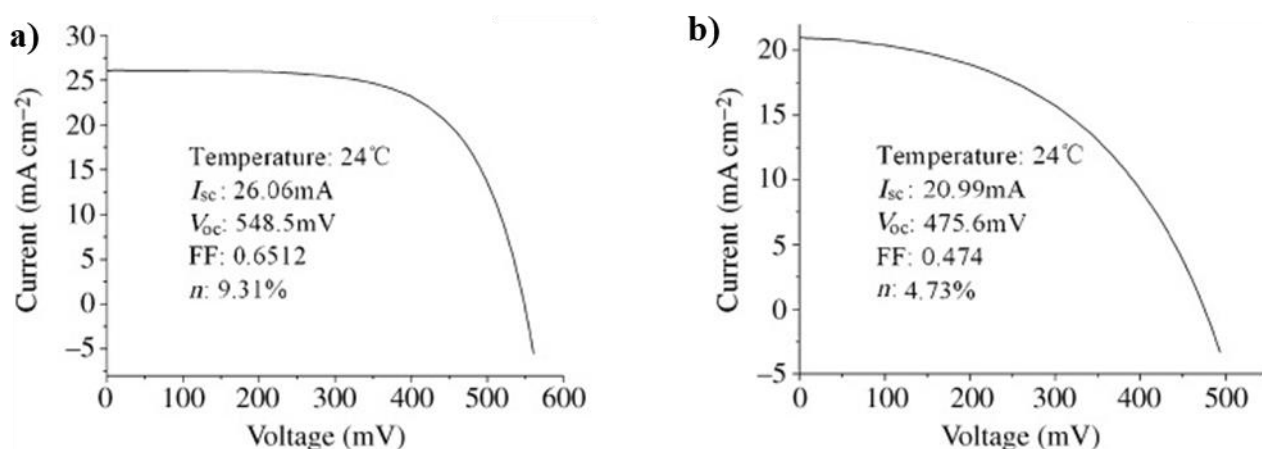 a)
30
25
20
15
10
5
0
–5
Current (mA cm⁻²)
Temperature: 24℃
Isc: 26.06mA
Voc: 548.5mV
FF: 0.6512
n: 9.31%
0 100 200 300 400 500 600
Voltage (mV)
b)
20
15
10
5
0
–5
Current (mA cm⁻²)
Temperature: 24℃
Isc: 20.99mA
Voc: 475.6mV
FF: 0.474
n: 4.73%
0 100 200 300 400 500
Voltage (mV)